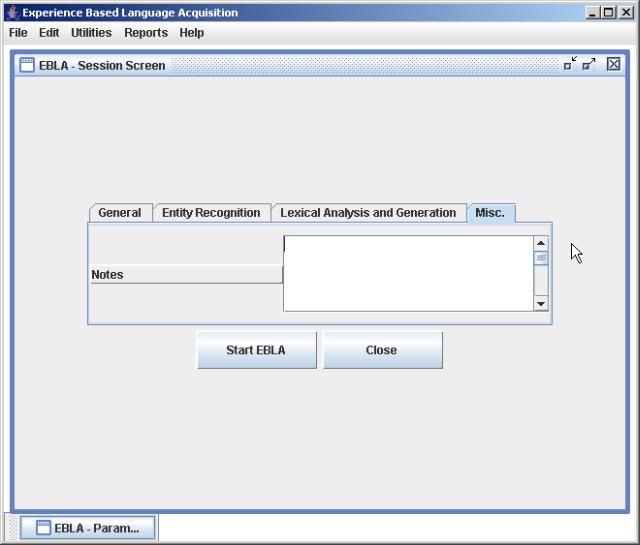 Experience Based Language Acquisition
File Edit Utilities Reports Help
EBLA - Session Screen
General Entity Recognition Lexical Analysis and Generation Misc.
Notes
Start EBLA Close
EBLA - Param...